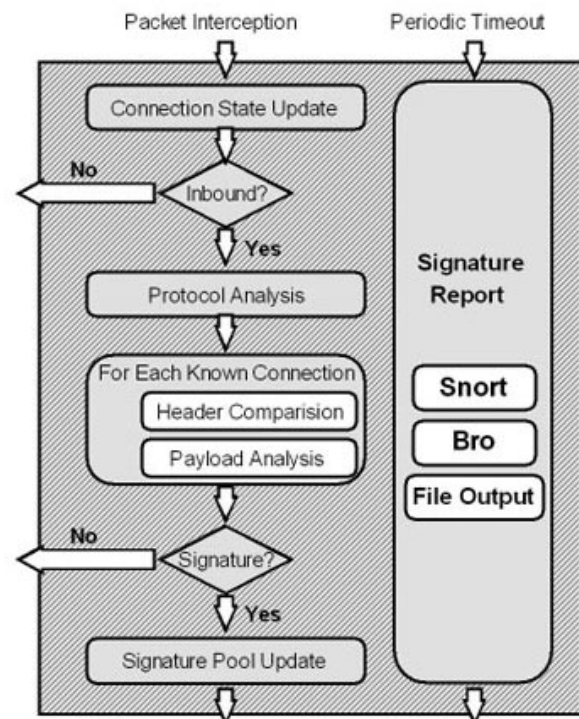 Packet Interception
Periodic Timeout
Connection State Update
No
Inbound?
Yes
Protocol Analysis
For Each Known Connection
Header Comparision
Payload Analysis
No
Signature?
Yes
Signature Pool Update
Signature
Report
Snort
Bro
File Output